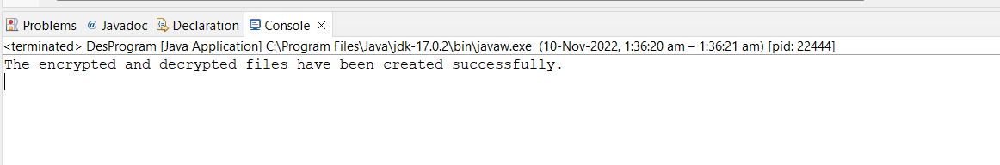 Problems @ Javadoc Declaration Console
<terminated> DesProgram [Java Application] C:\Program Files\Java\jdk-17.0.2\bin\javaw.exe (10-Nov-2022, 1:36:20 am – 1:36:21 am) [pid: 22444]
The encrypted and decrypted files have been created successfully.